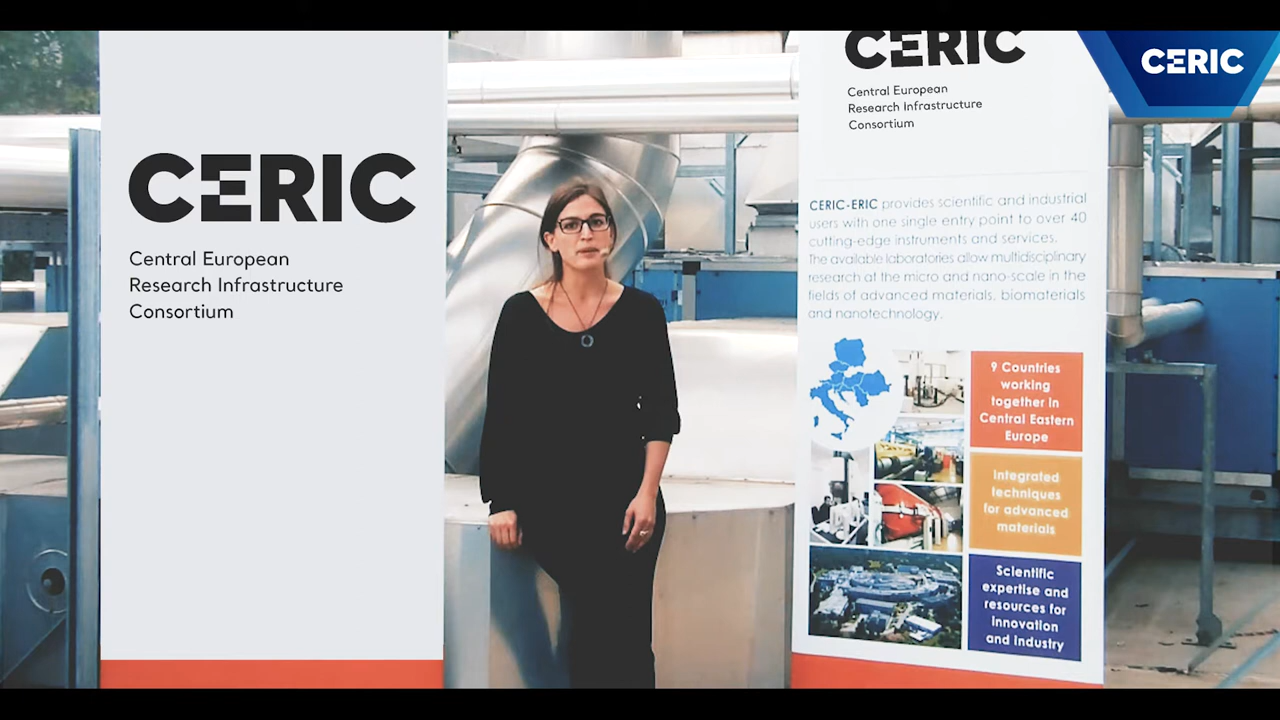 CERIC
Central European
Research Infrastructure
Consortium
CERIC
Central European
Research Infrastructure
Consortium
CERIC-ERIC provides scientific and industrial
users with one single entry point to over 40
cutting-edge instruments and services.
The available laboratories allow multidisciplinary
research at the micro and nano-scale in the
fields of advanced materials, biomaterials
and nanotechnology.
9 Countries
working
together in
Central Eastern
Europe
Integrated
techniques
for advanced
materials
Scientific
expertise and
resources for
innovation
and industry
CERIC